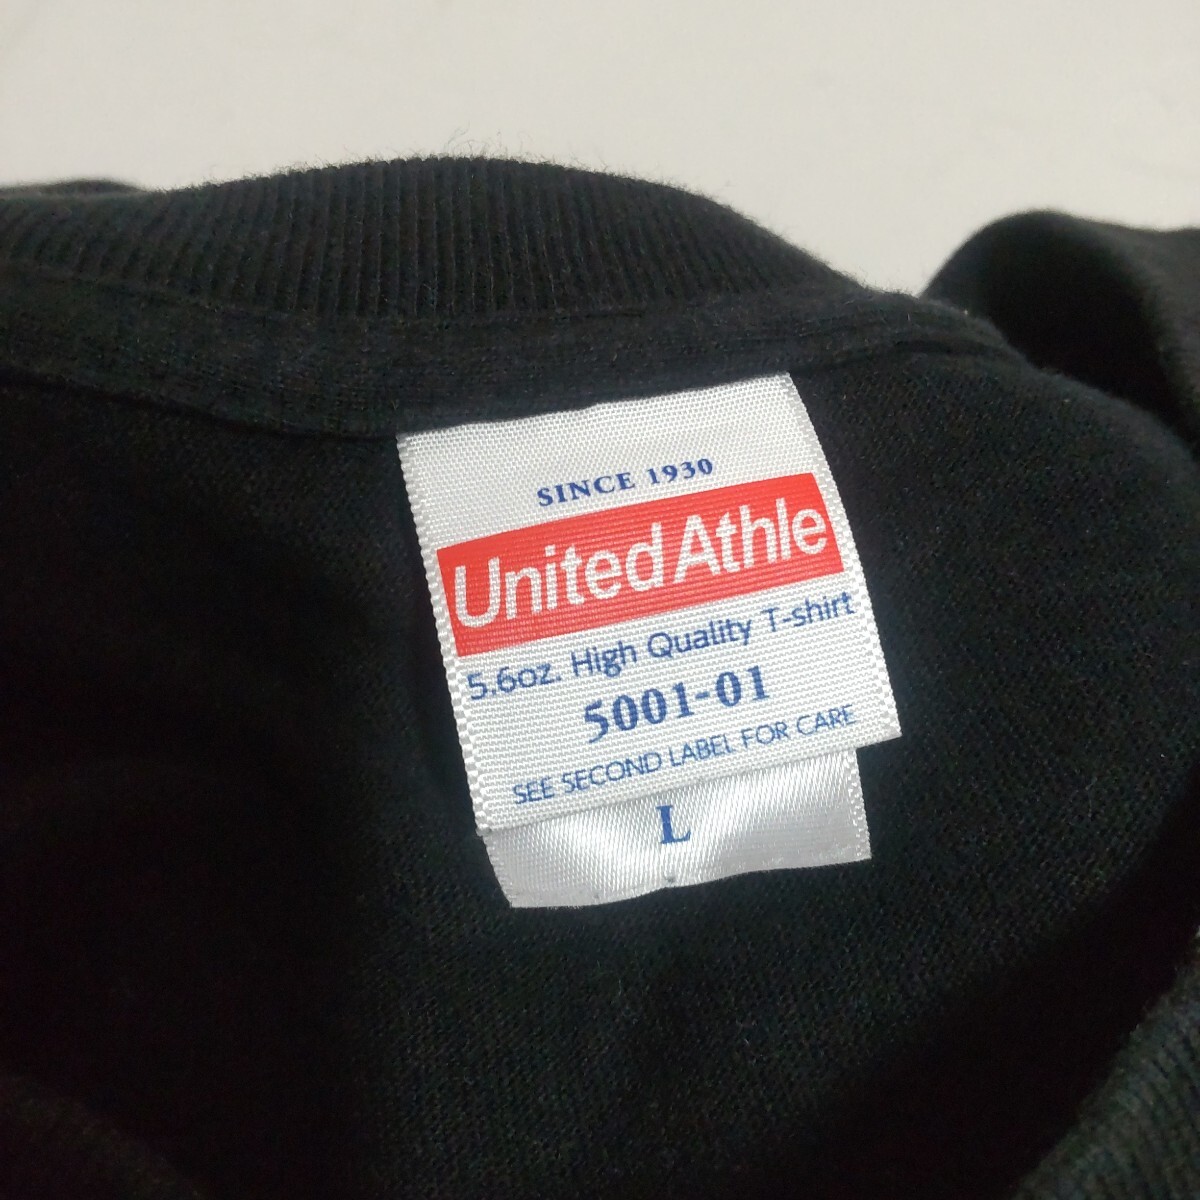 SINCE 1930
United Athle
5.6oz. High Quality T-shirt
5001-01
SEE SECOND LABEL FOR CARE
L